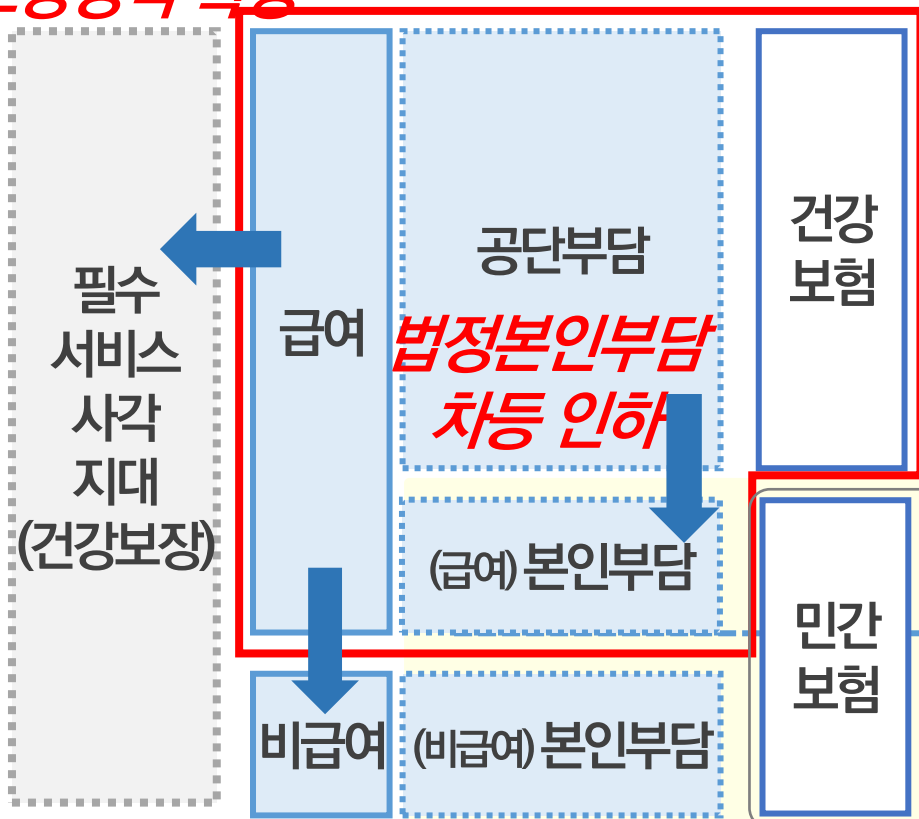 필수
서비스
사각
지대
(건강보장)
급여
공단부담
법정본인부담
차등 인하
건강
보험
(급여) 본인부담
민간
보험
비급여
(비급여) 본인부담